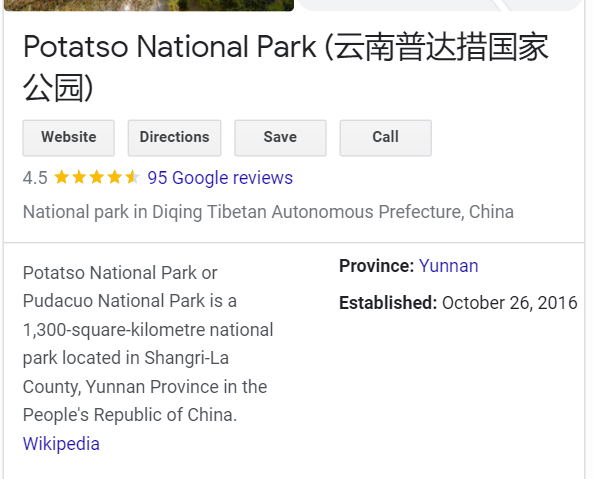 Potatso National Park (云南普达措国家
公园)
Website Directions Save Call
4.5 95 Google reviews
National park in Diqing Tibetan Autonomous Prefecture, China
Potatso National Park or
Pudacuo National Park is a
1,300-square-kilometre national
park located in Shangri-La
County, Yunnan Province in the
People's Republic of China.
Wikipedia
Province: Yunnan
Established: October 26, 2016